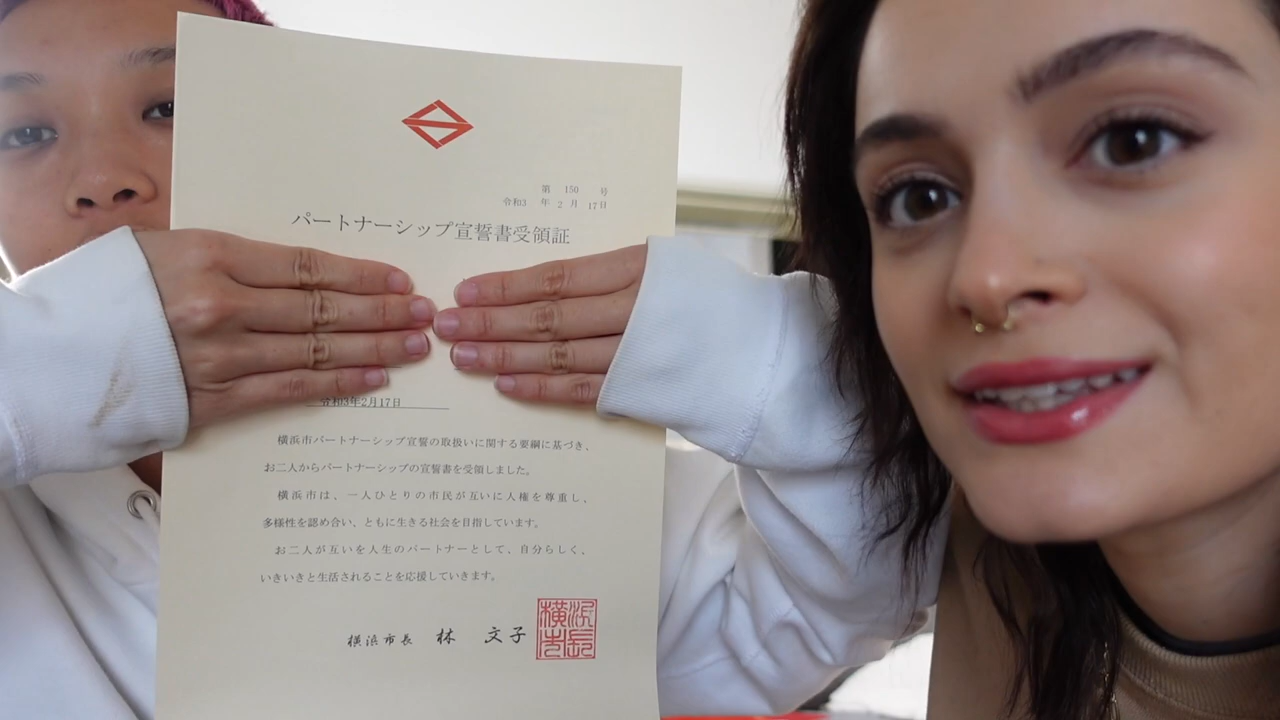 第 150 号
令和3 年 2 月 17日
パートナーシップ宣誓書受領証
令和3年2月17日
横浜市パートナーシップ宣誓の取扱いに関する要綱に基づき、
お二人からパートナーシップの宣誓書を受領しました。
横浜市は、一人ひとりの市民が互いに人権を尊重し、
多様性を認め合い、ともに生きる社会を目指しています。
お二人が互いを人生のパートナーとして、自分らしく、
いきいきと生活されることを応援していきます。
横浜市長 林 文子
横浜市長